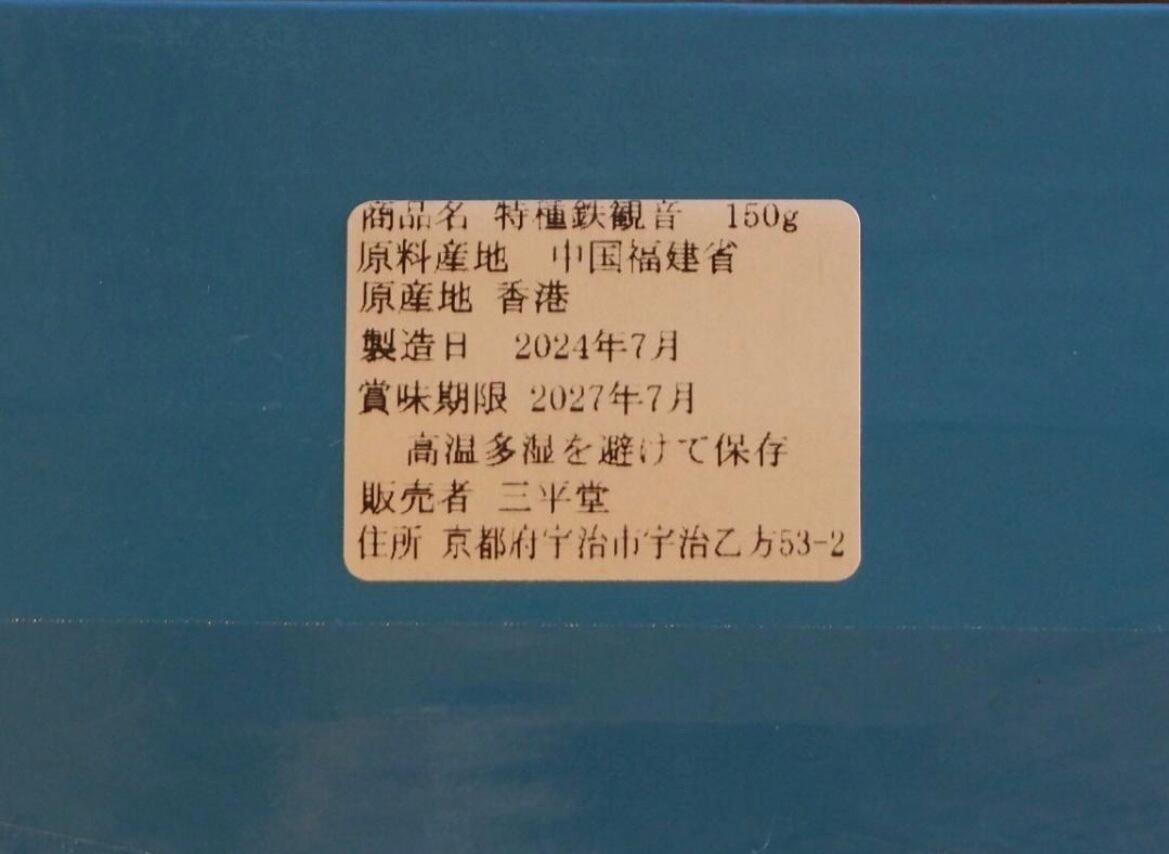 商品名 特種鉄観音 150g
原料産地 中国福建省
原産地 香港
製造日 2024年7月
賞味期限 2027年7月
高温多湿を避けて保存
販売者 三平堂
住所 京都府宇治市宇治乙方53-2